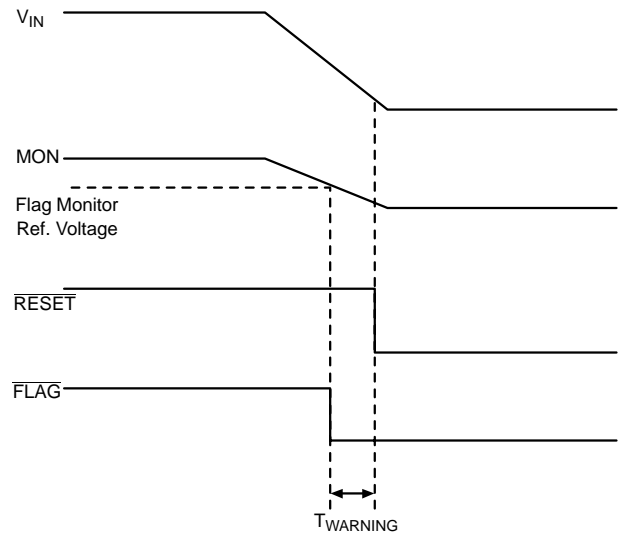 VIN
MON
Flag Monitor
Ref. Voltage
RESET
FLAG
TWARNING